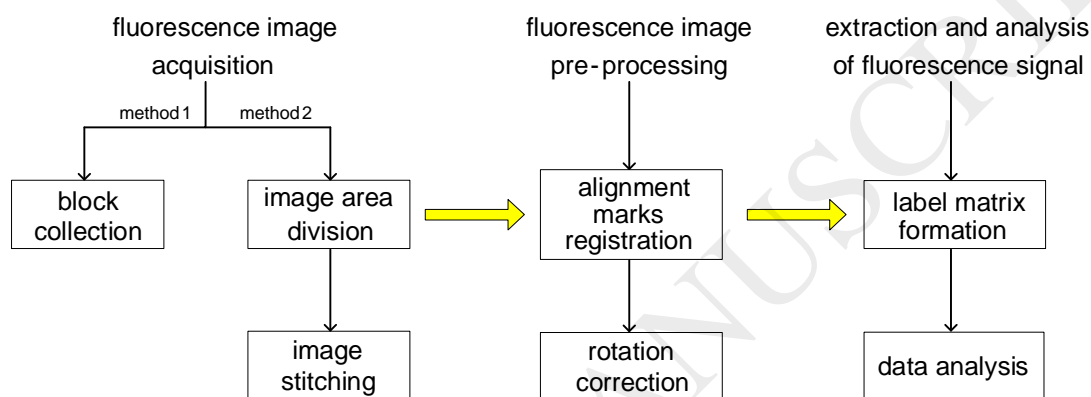 fluorescence image
acquisition
method 1
method 2
block
collection
image area
division
image
stitching
fluorescence image
pre-processing
alignment
marks
registration
rotation
correction
extraction and analysis
of fluorescence signal
label matrix
formation
data analysis